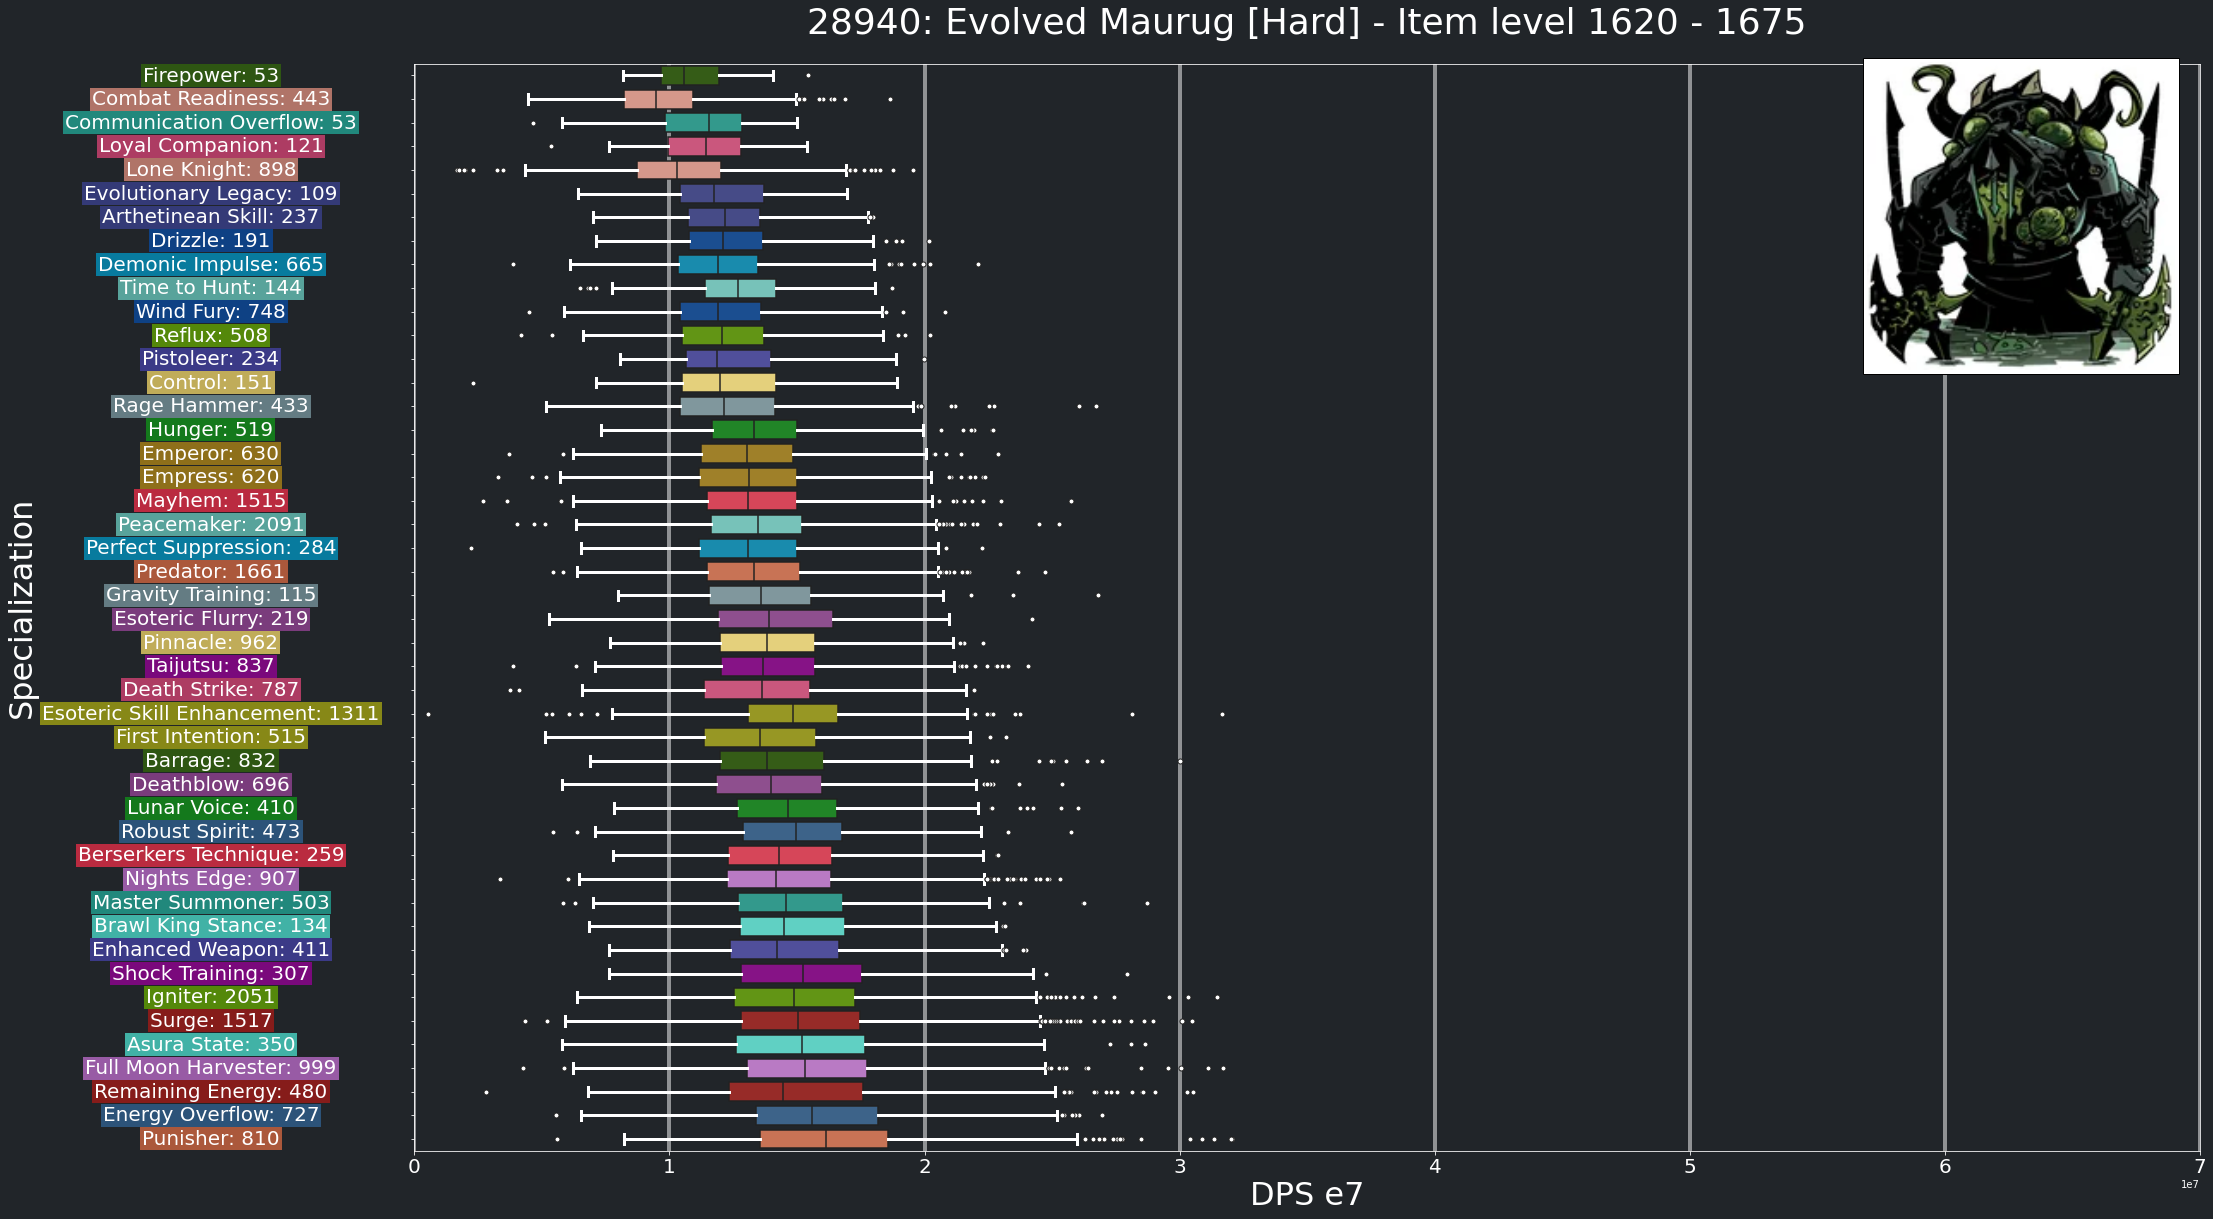 28940: Evolved Maurug [Hard] - Item level 1620 - 1675
Specialization
Firepower: 53
Combat Readiness: 443
Communication Overflow: 53
Loyal Companion: 121
Lone Knight: 898
Evolutionary Legacy: 109
Arthetinean Skill: 237
Drizzle: 191
Demonic Impulse: 665
Time to Hunt: 144
Wind Fury: 748
Reflux: 508
Pistoleer: 234
Control: 151
Rage Hammer: 433
Hunger: 519
Emperor: 630
Empress: 620
Mayhem: 1515
Peacemaker: 2091
Perfect Suppression: 284
Predator: 1661
Gravity Training: 115
Esoteric Flurry: 219
Pinnacle: 962
Taijutsu: 837
Death Strike: 787
Esoteric Skill Enhancement: 1311
First Intention: 515
Barrage: 832
Deathblow: 696
Lunar Voice: 410
Robust Spirit: 473
Berserkers Technique: 259
Nights Edge: 907
Master Summoner: 503
Brawl King Stance: 134
Enhanced Weapon: 411
Shock Training: 307
Igniter: 2051
Surge: 1517
Asura State: 350
Full Moon Harvester: 999
Remaining Energy: 480
Energy Overflow: 727
Punisher: 810
0 1 2 3 4 5 6 7
1e7
DPS e7